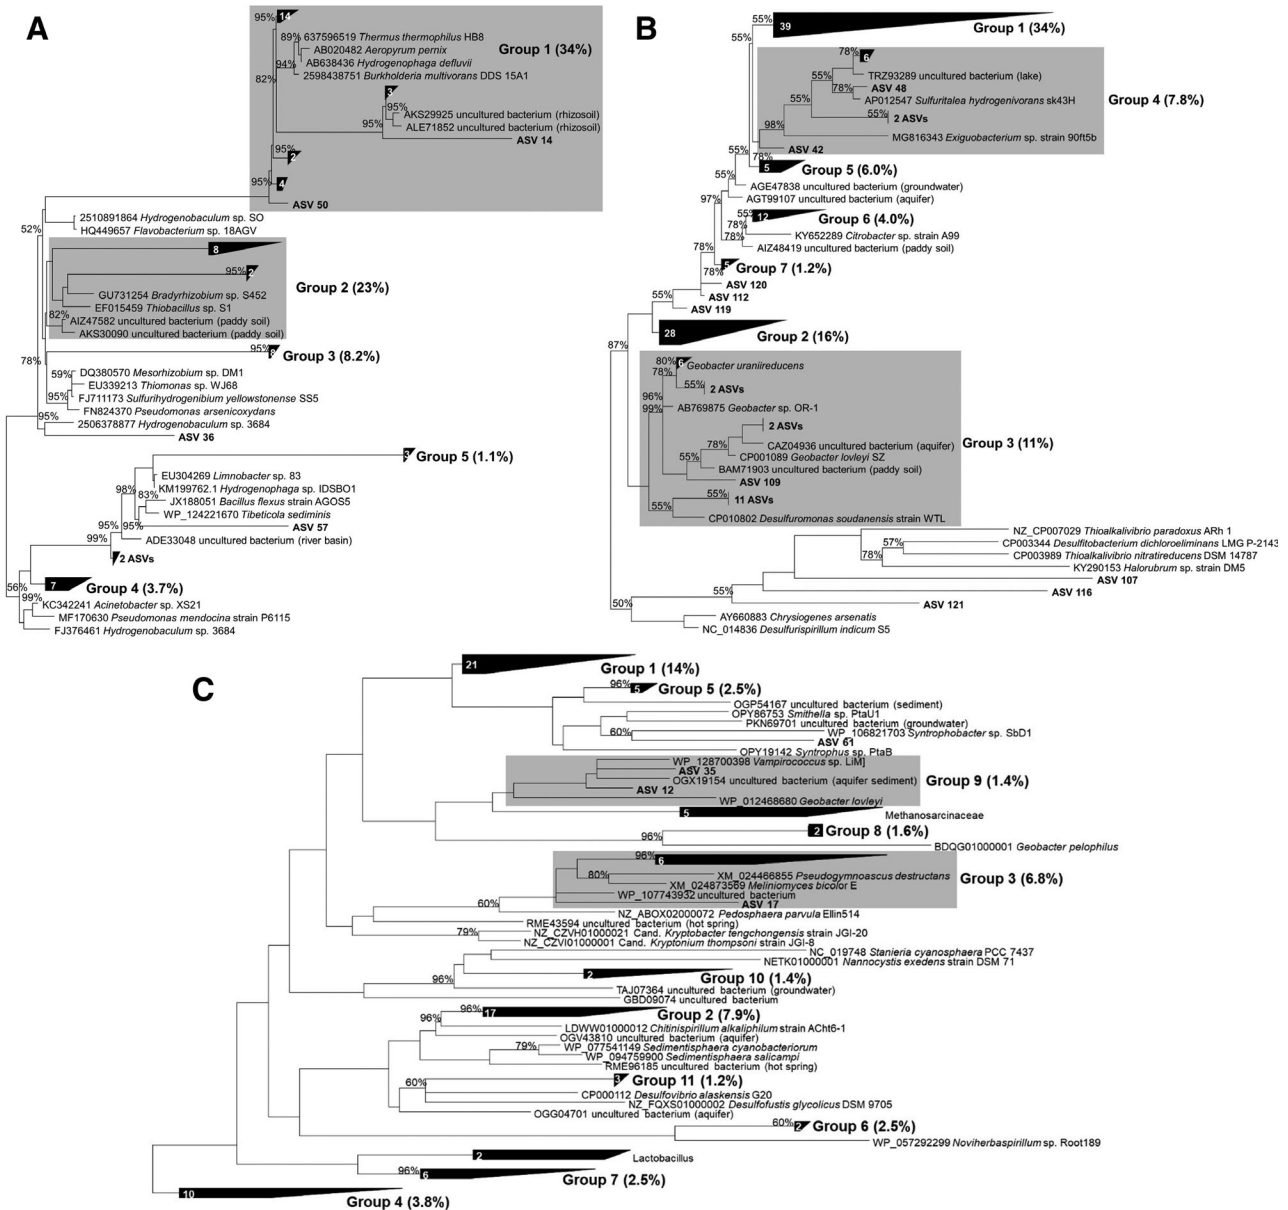 A
95%
14
89%
637596519 Thermus thermophilus HB8
AB020482 Aeropyrum pernix
Group 1 (34%)
94%
AB638436 Hydrogenophaga defluvii
2598438751 Burkholderia multivorans DDS 15A1
82%
3
95%
AKS29925 uncultured bacterium (rhizosoil)
95%
ALE71852 uncultured bacterium (rhizosoil)
ASV 14
95%
2
95%
4
ASV 50
2510891864 Hydrogenobaculum sp. SO
52%
HQ449657 Flavobacterium sp. 18AGV
8
95%
2
Group 2 (23%)
GU731254 Bradyrhizobium sp. S452
EF015459 Thiobacillus sp. S1
82%
AIZ47582 uncultured bacterium (paddy soil)
AKS30090 uncultured bacterium (paddy soil)
95%
Group 3 (8.2%)
78%
59%
DQ380570 Mesorhizobium sp. DM1
EU339213 Thiomonas sp. WJ68
95%
FJ711173 Sulfurihydrogenibium yellowstonense SS5
FN824370 Pseudomonas arsenicoxydans
95%
2506378877 Hydrogenobaculum sp. 3684
ASV 36
3
Group 5 (1.1%)
EU304269 Limnobacter sp. 83
98%
KM199762.1 Hydrogenophaga sp. IDSBO1
83%
JX188051 Bacillus flexus strain AGOS5
WP_124221670 Tibeticola sediminis
95%
95%
ASV 57
99%
ADE33048 uncultured bacterium (river basin)
2 ASVs
56%
7
Group 4 (3.7%)
99%
KC342241 Acinetobacter sp. XS21
MF170630 Pseudomonas mendocina strain P6115
FJ376461 Hydrogenobaculum sp. 3684
B
55%
39
Group 1 (34%)
55%
78%
6
55%
TRZ93289 uncultured bacterium (lake)
78%
ASV 48
55%
AP012547 Sulfuritalea hydrogenivorans sk43H
Group 4 (7.8%)
55%
2 ASVs
98%
MG816343 Exiguobacterium sp. strain 90ft5b
55%
ASV 42
78%
5
Group 5 (6.0%)
55%
AGE47838 uncultured bacterium (groundwater)
97%
AGT99107 uncultured bacterium (aquifer)
55%
12
Group 6 (4.0%)
78%
KY652289 Citrobacter sp. strain A99
78%
78%
AIZ48419 uncultured bacterium (paddy soil)
5
78%
Group 7 (1.2%)
ASV 120
55%
ASV 112
ASV 119
28
Group 2 (16%)
87%
80%
6
Geobacter uraniireducens
78%
55%
2 ASVs
96%
99%
AB769875 Geobacter sp. OR-1
2 ASVs
78%
CAZ04936 uncultured bacterium (aquifer)
Group 3 (11%)
55%
CP001089 Geobacter lovleyi SZ
BAM71903 uncultured bacterium (paddy soil)
ASV 109
55%
11 ASVs
55%
CP010802 Desulfuromonas soudanensis strain WTL
NZ_CP007029 Thioalkalivibrio paradoxus ARh 1
57%
CP003344 Desulfitobacterium dichloroeliminans LMG P-2143
78%
CP003989 Thioalkalivibrio nitratireducens DSM 14787
KY290153 Halorubrum sp. strain DM5
ASV 107
55%
ASV 116
50%
ASV 121
AY660883 Chrysiogenes arsenatis
NC_014836 Desulfurispirillum indicum S5
C
21
Group 1 (14%)
96%
5
Group 5 (2.5%)
OGP54167 uncultured bacterium (sediment)
OPY86753 Smithella sp. PtaU1
PKN69701 uncultured bacterium (groundwater)
60%
WP_106821703 Syntrophobacter sp. SbD1
ASV 61
OPY19142 Syntrophus sp. PtaB
WP_128700398 Vampirococcus sp. LiM]
ASV 35
OGX19154 uncultured bacterium (aquifer sediment)
Group 9 (1.4%)
ASV 12
WP_012468680 Geobacter lovleyi
5
Methanosarcinaceae
96%
2
Group 8 (1.6%)
BDQG01000001 Geobacter pelophilus
96%
6
80%
XM_024466855 Pseudogymnoascus destructans
Group 3 (6.8%)
XM_024873569 Meliniomyces bicolor E
WP_107743932 uncultured bacterium
60%
ASV 17
NZ_ABOX02000072 Pedosphaera parvula Ellin514
RME43594 uncultured bacterium (hot spring)
79%
NZ_CZVH01000021 Cand. Kryptobacter tengchongensis strain JGI-20
NZ_CZVI01000001 Cand. Kryptonium thompsoni strain JGI-8
NC_019748 Stanieria cyanosphaera PCC 7437
NETK01000001 Nannocystis exedens strain DSM 71
96%
2
Group 10 (1.4%)
TAJ07364 uncultured bacterium (groundwater)
GBD09074 uncultured bacterium
96%
17
Group 2 (7.9%)
96%
LDWW01000012 Chitinispirillum alkaliphilum strain ACht6-1
OGV43810 uncultured bacterium (aquifer)
79%
WP_077541149 Sedimentisphaera cyanobacteriorum
WP_094759900 Sedimentisphaera salicampi
RME96185 uncultured bacterium (hot spring)
60%
3
Group 11 (1.2%)
CP000112 Desulfovibrio alaskensis G20
NZ_FQXS01000002 Desulfofustis glycolicus DSM 9705
OGG04701 uncultured bacterium (aquifer)
60%
2
Group 6 (2.5%)
WP_057292299 Noviherbaspirillum sp. Root189
2
Lactobacillus
96%
6
Group 7 (2.5%)
10
Group 4 (3.8%)